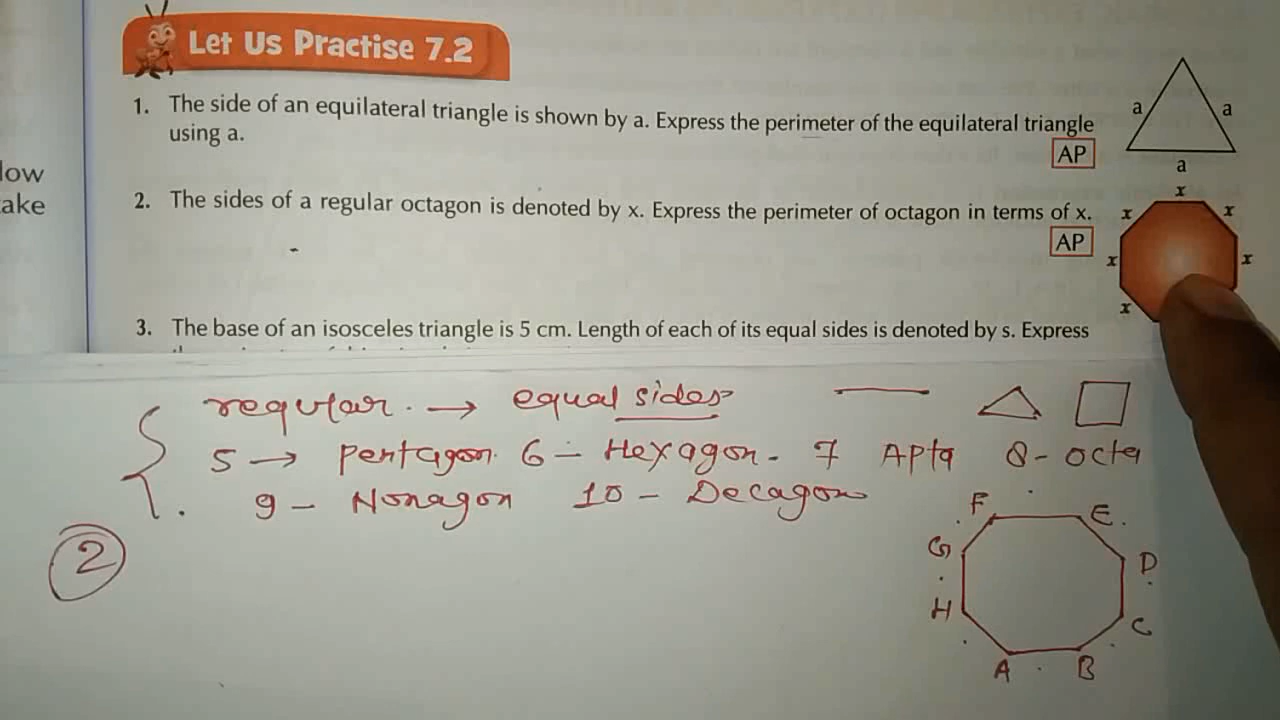 Let Us Practise 7.2
low
ake
1. The side of an equilateral triangle is shown by a. Express the perimeter of the equilateral triangle
using a.
AP
a
a
a
2. The sides of a regular octagon is denoted by x. Express the perimeter of octagon in terms of x.
AP
x
x
x
x
x
x
3. The base of an isosceles triangle is 5 cm. Length of each of its equal sides is denoted by s. Express
regular. → equal sides
5 → pentagon. 6 - Hexagon - 7 Apta 8 - octa
9 - Nonagon 10 - Decagon
2
F
E
G
D
H
C
A
B